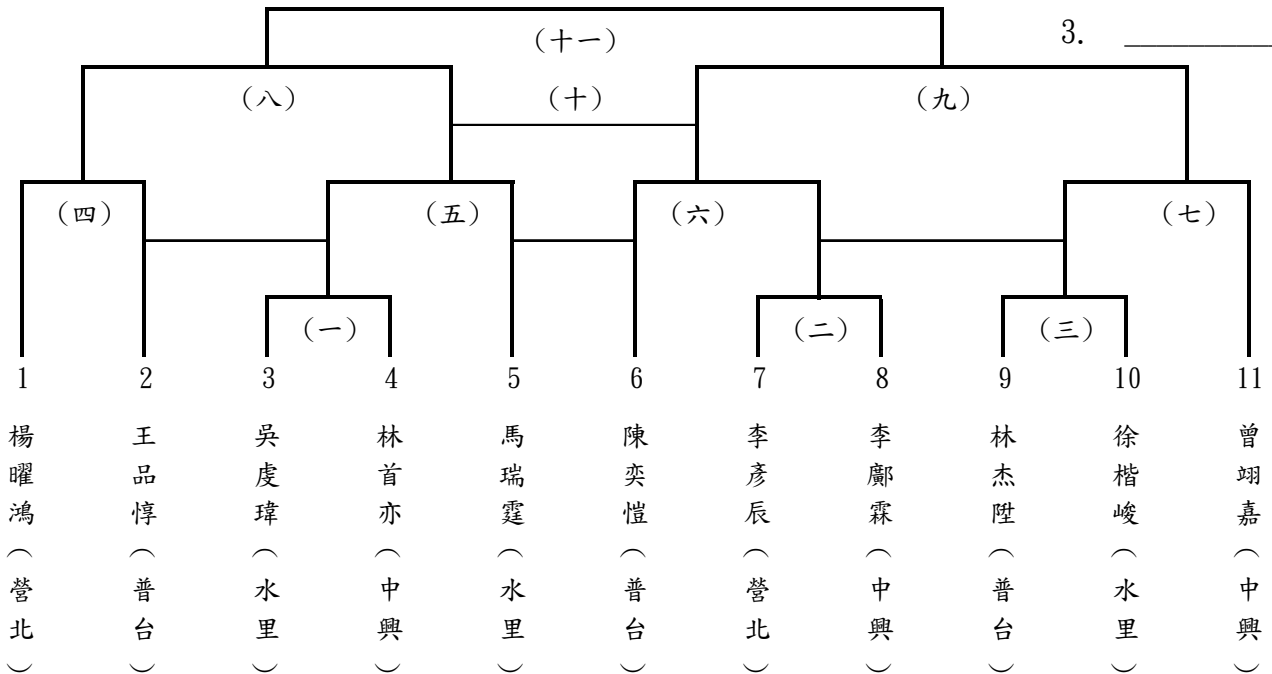 （十一）
3. ____________
（八）
（十）
（九）
（四）
（五）
（六）
（七）
（一）
（二）
（三）
1 2 3 4 5 6 7 8 9 10 11
楊曜鴻（營北）
王品惇（普台）
吳虔瑋（水里）
林首亦（中興）
馬瑞霆（水里）
陳奕愷（普台）
李彥辰（營北）
李鄺霖（中興）
林杰陞（普台）
徐楷峻（水里）
曾翊嘉（中興）